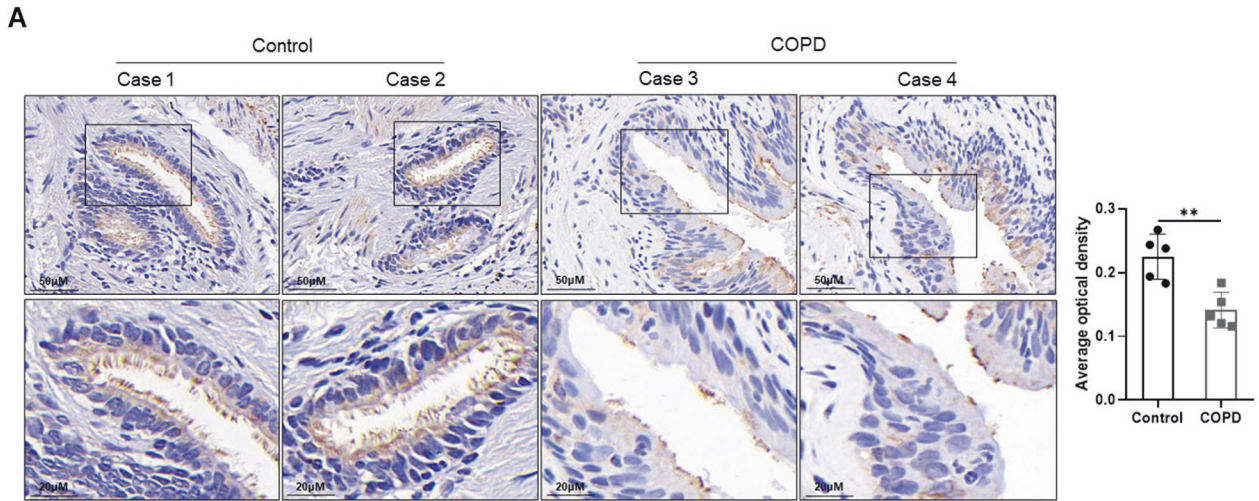 A
Control
COPD
Case 1
Case 2
Case 3
Case 4
50μM
50μM
50μM
50μM
20μM
20μM
20μM
20μM
Average optical density
0.3
0.2
0.1
0.0
**
Control
COPD